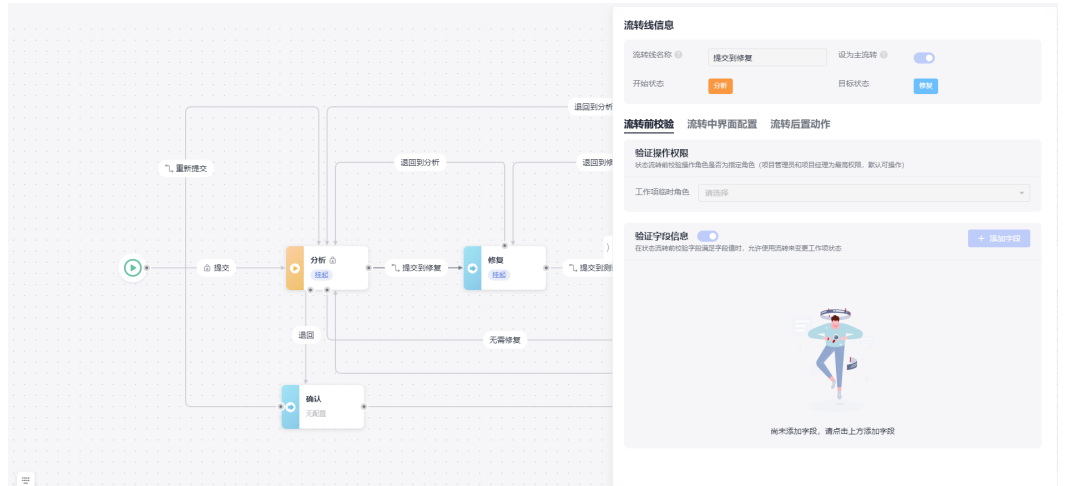 流转线信息
流转线名称 提交到修复 设为主流转
开始状态 分析 目标状态 修复
流转前校验 流转中界面配置 流转后置动作
验证操作权限
状态流转前校验操作角色是否为指定角色（项目管理员和项目经理为最高权限，默认可操作）
工作项临时角色 请选择
验证字段信息 + 添加字段
在状态流转前校验字段满足字段值时，允许使用流转来变更工作项状态
尚未添加字段，请点击上方添加字段
退回到分析
重新提交
退回到分析
退回到修
提交
分析
挂起
提交到修复
修复
挂起
提交到测
退回
无需修复
确认
无配置